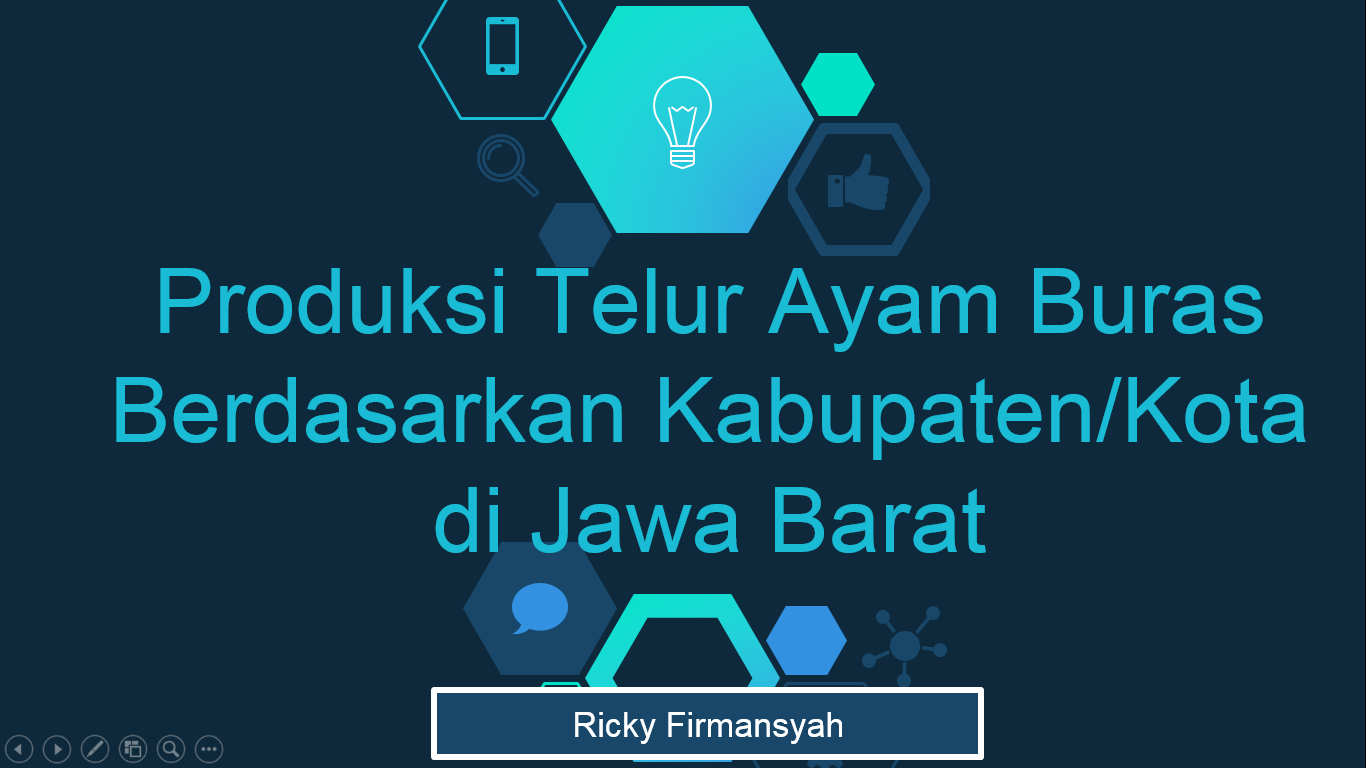 Produksi Telur Ayam Buras
Berdasarkan Kabupaten/Kota
di Jawa Barat
Ricky Firmansyah